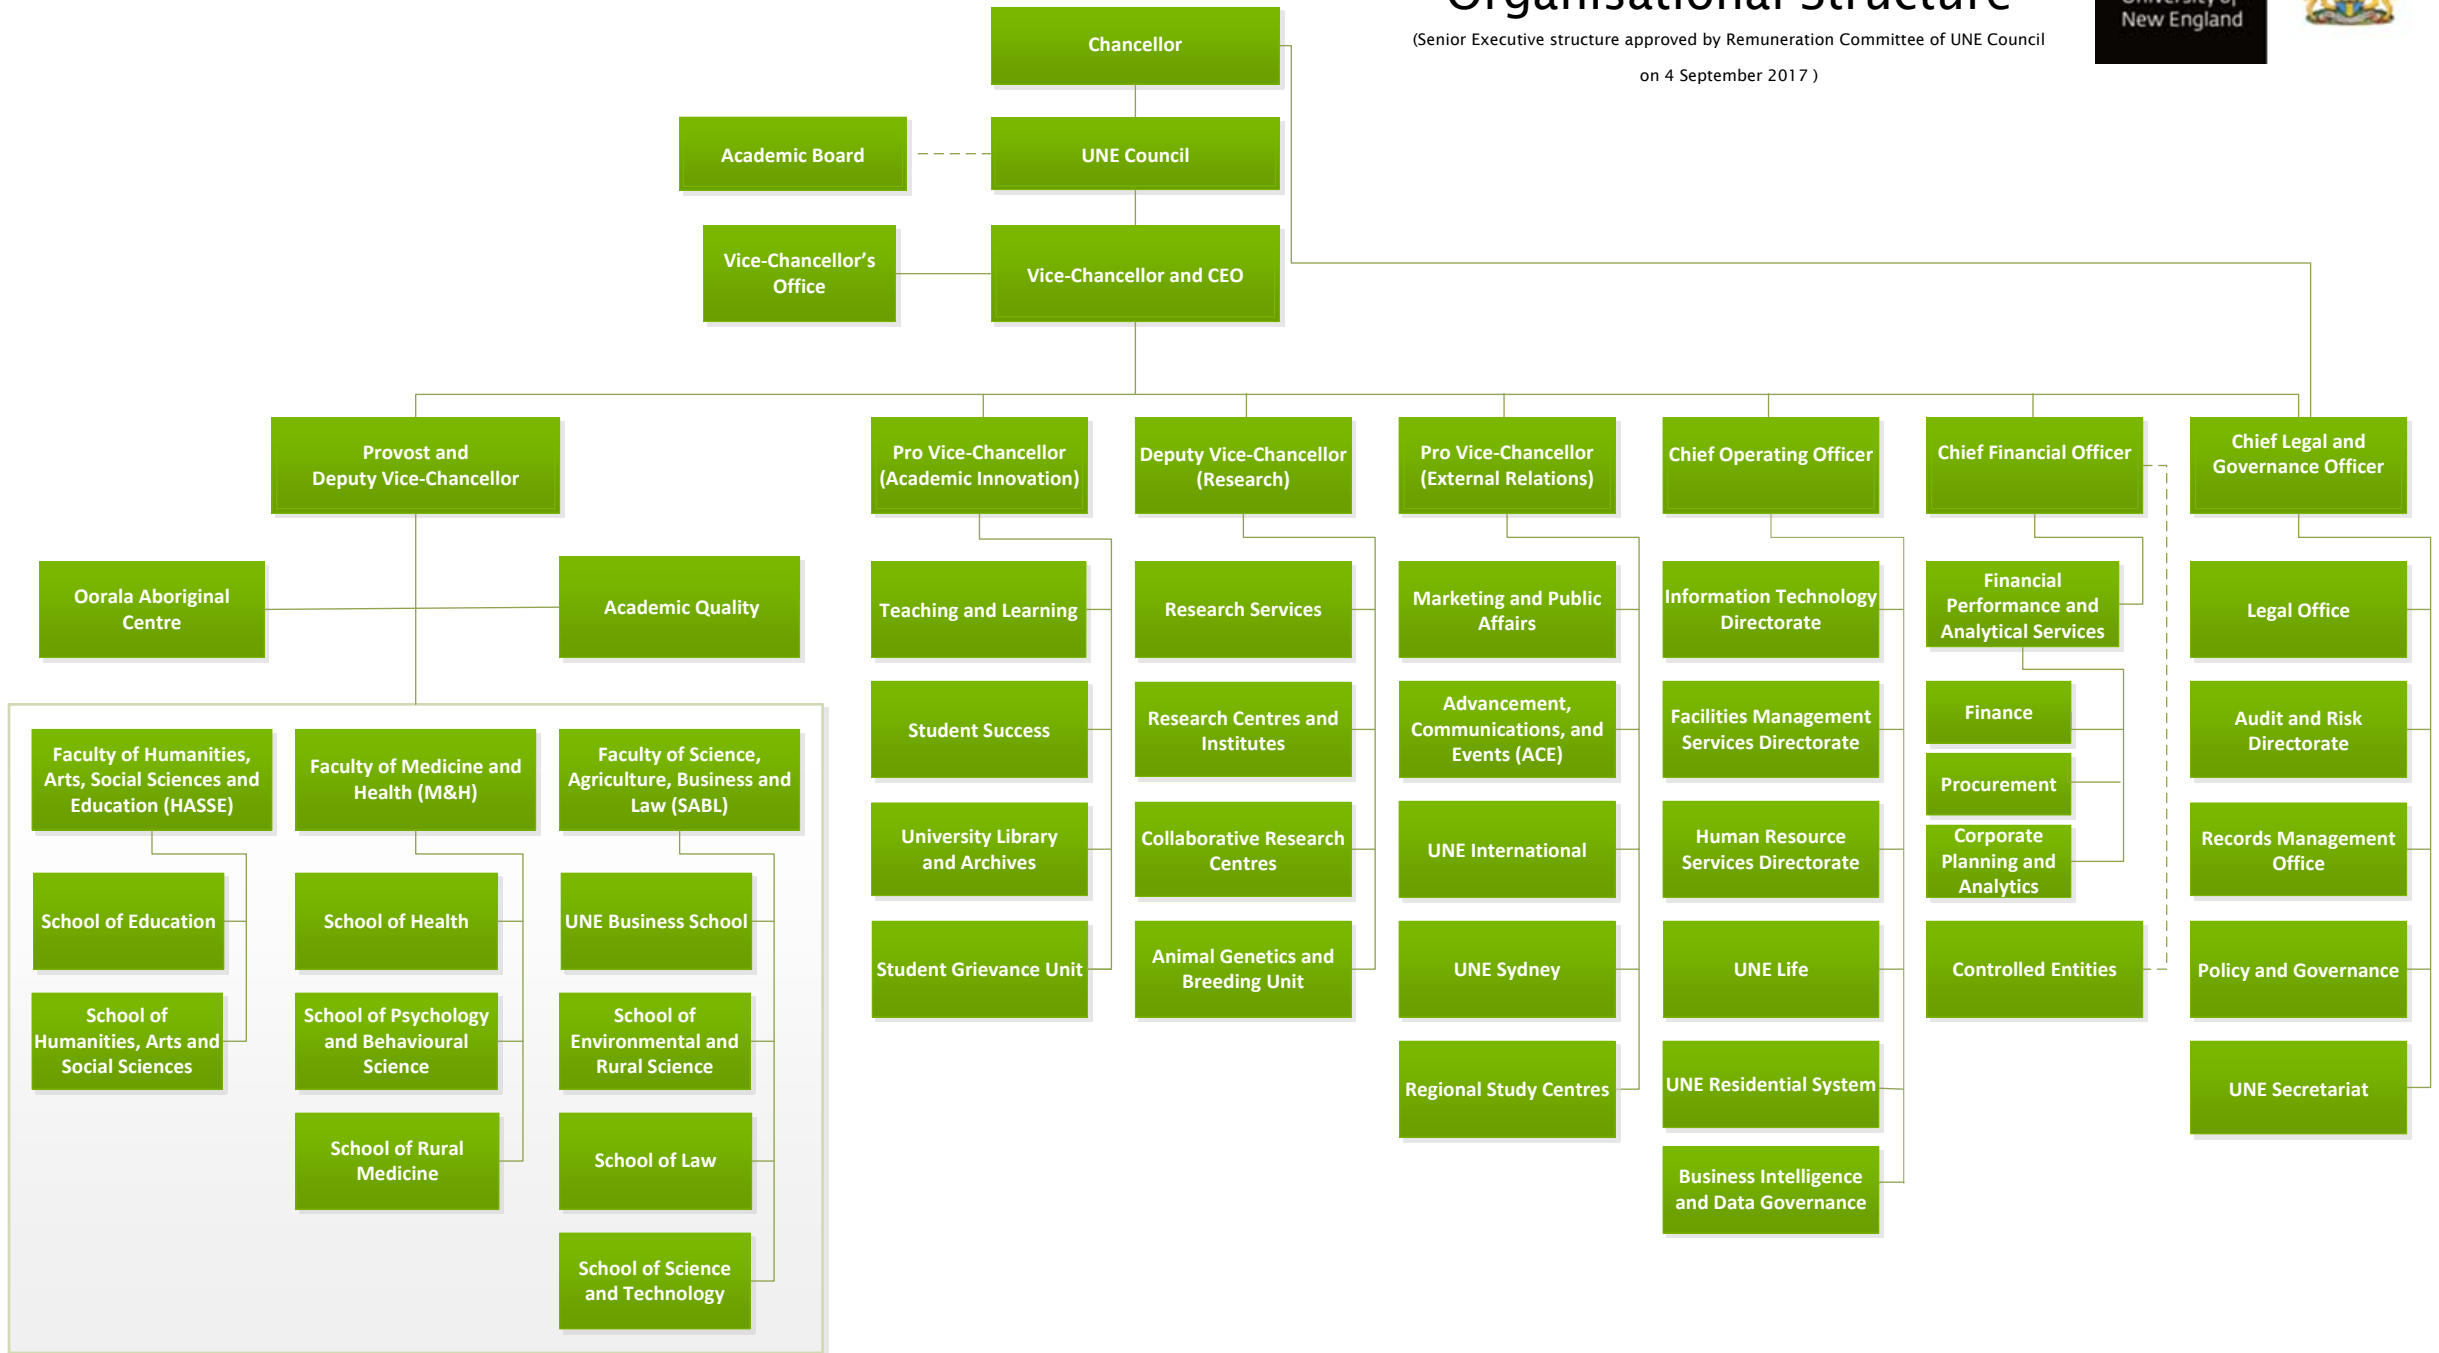 Organisational Structure
(Senior Executive structure approved by Remuneration Committee of UNE Council
on 4 September 2017 )
University of
New England
Chancellor
Academic Board
UNE Council
Vice-Chancellor’s
Office
Vice-Chancellor and CEO
Provost and
Deputy Vice-Chancellor
Pro Vice-Chancellor
(Academic Innovation)
Deputy Vice-Chancellor
(Research)
Pro Vice-Chancellor
(External Relations)
Chief Operating Officer
Chief Financial Officer
Chief Legal and
Governance Officer
Oorala Aboriginal
Centre
Academic Quality
Faculty of Humanities,
Arts, Social Sciences and
Education (HASSE)
Faculty of Medicine and
Health (M&H)
Faculty of Science,
Agriculture, Business and
Law (SABL)
School of Education
School of
Humanities, Arts and
Social Sciences
School of Health
School of Psychology
and Behavioural
Science
School of Rural
Medicine
UNE Business School
School of
Environmental and
Rural Science
School of Law
School of Science
and Technology
Teaching and Learning
Student Success
University Library
and Archives
Student Grievance Unit
Research Services
Research Centres and
Institutes
Collaborative Research
Centres
Animal Genetics and
Breeding Unit
Marketing and Public
Affairs
Advancement,
Communications, and
Events (ACE)
UNE International
UNE Sydney
Regional Study Centres
Information Technology
Directorate
Facilities Management
Services Directorate
Human Resource
Services Directorate
UNE Life
UNE Residential System
Business Intelligence
and Data Governance
Financial
Performance and
Analytical Services
Finance
Procurement
Corporate
Planning and
Analytics
Controlled Entities
Legal Office
Audit and Risk
Directorate
Records Management
Office
Policy and Governance
UNE Secretariat